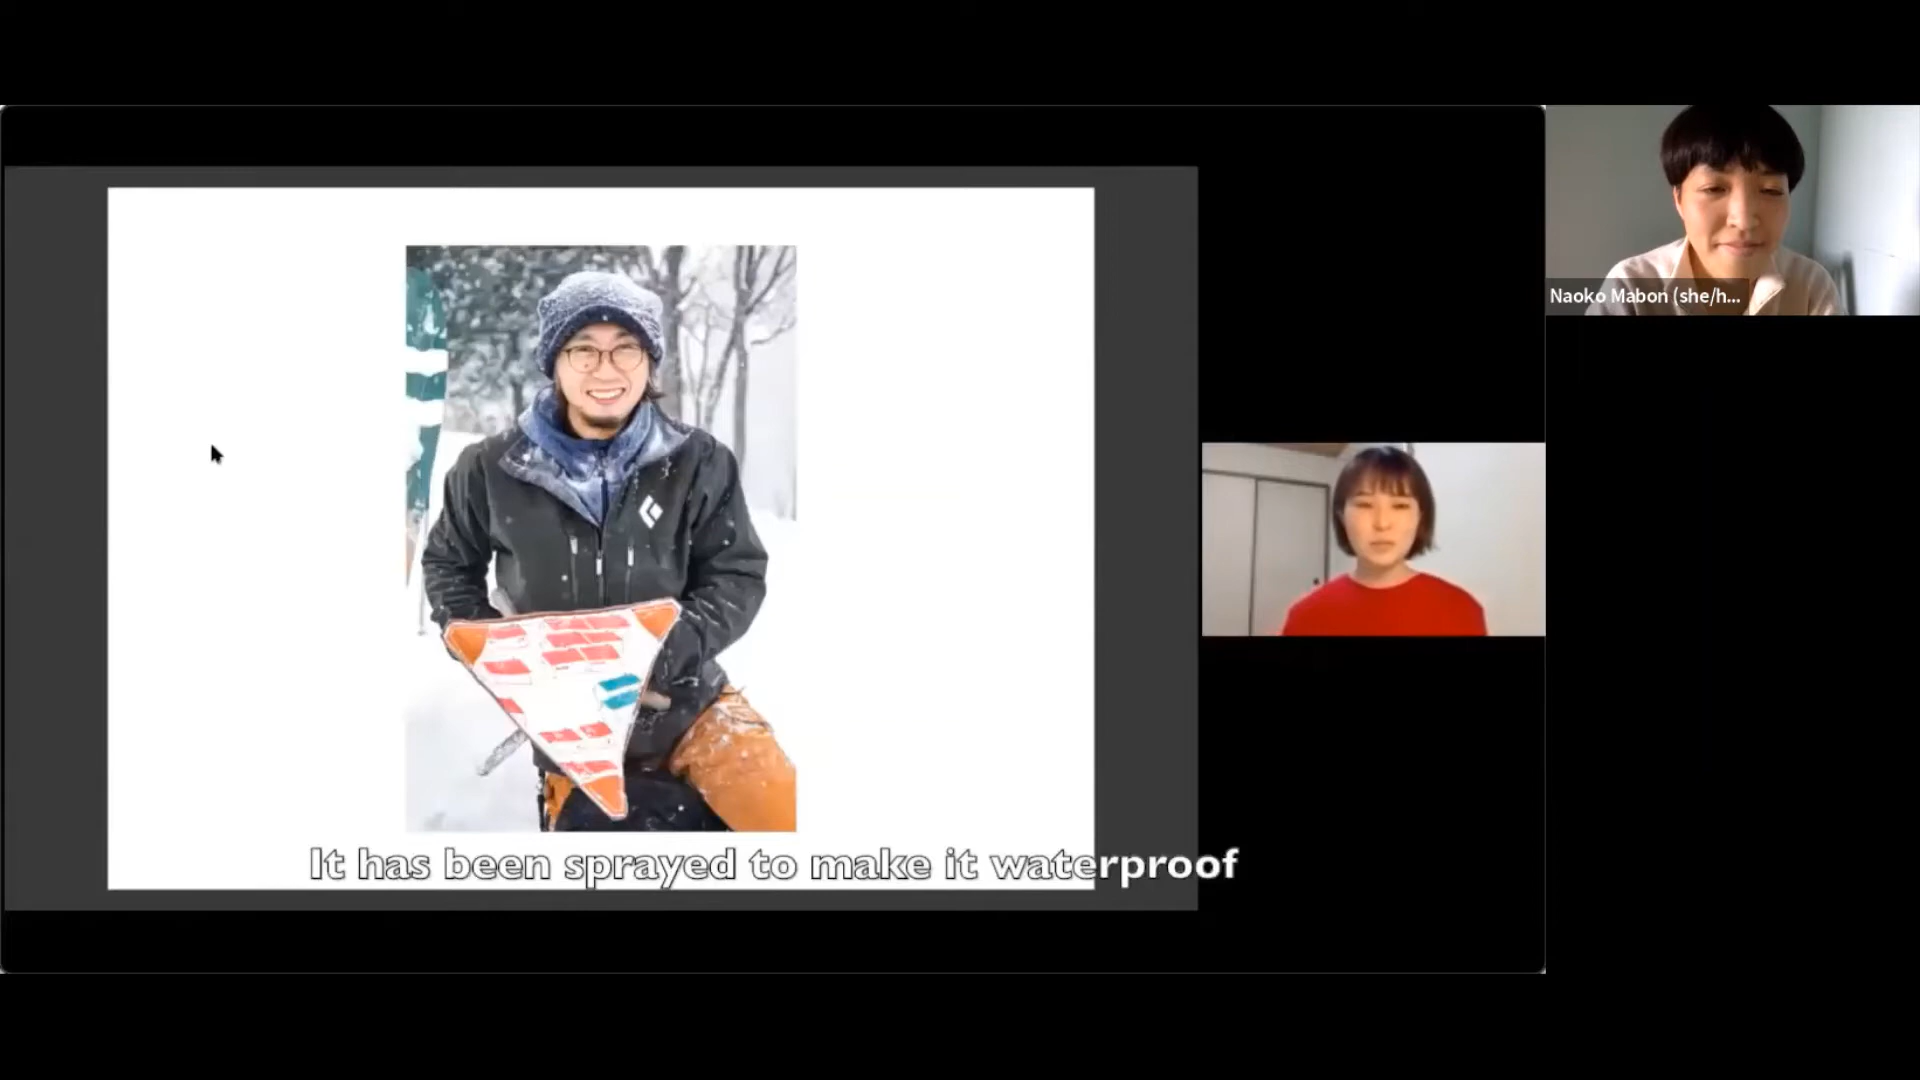 Naoko Mabon (she/h...
It has been sprayed to make it waterproof